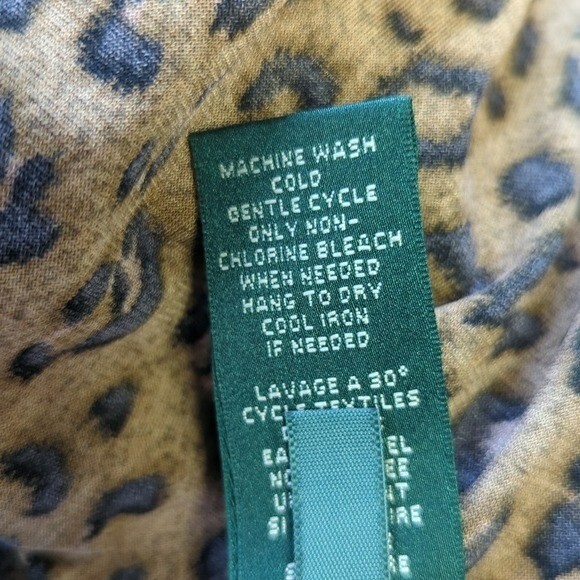 MACHINE WASH
COLD
GENTLE CYCLE
ONLY NON-
CHLORINE BLEACH
WHEN NEEDED
HANG TO DRY
COOL IRON
IF NEEDED
LAVAGE A 30°
CYCLE TEXTILES